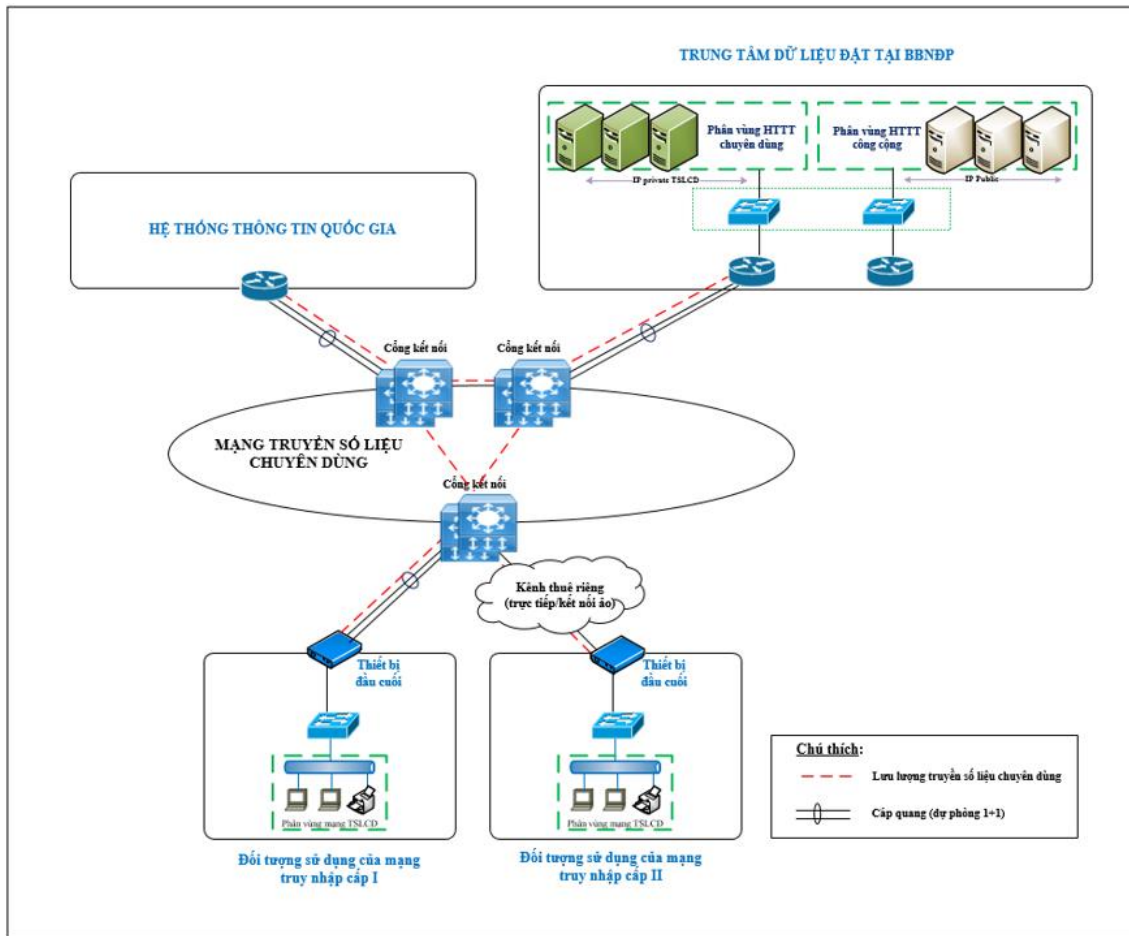 TRUNG TÂM DỮ LIỆU ĐẶT TẠI BBNĐP
Phân vùng HTTT
chuyên dùng
Phân vùng HTTT
công cộng
IP private TSLCD
IP Public
HỆ THỐNG THÔNG TIN QUỐC GIA
Cổng kết nối
Cổng kết nối
MẠNG TRUYỀN SỐ LIỆU
CHUYÊN DÙNG
Cổng kết nối
Kênh thuê riêng
(trực tiếp/kết nối ảo)
Thiết bị
đầu cuối
Thiết bị
đầu cuối
Phân vùng mạng TSLCD
Phân vùng mạng TSLCD
Đối tượng sử dụng của mạng
truy nhập cấp I
Đối tượng sử dụng của mạng
truy nhập cấp II
Chú thích:
Lưu lượng truyền số liệu chuyên dùng
Cáp quang (dự phòng 1+1)